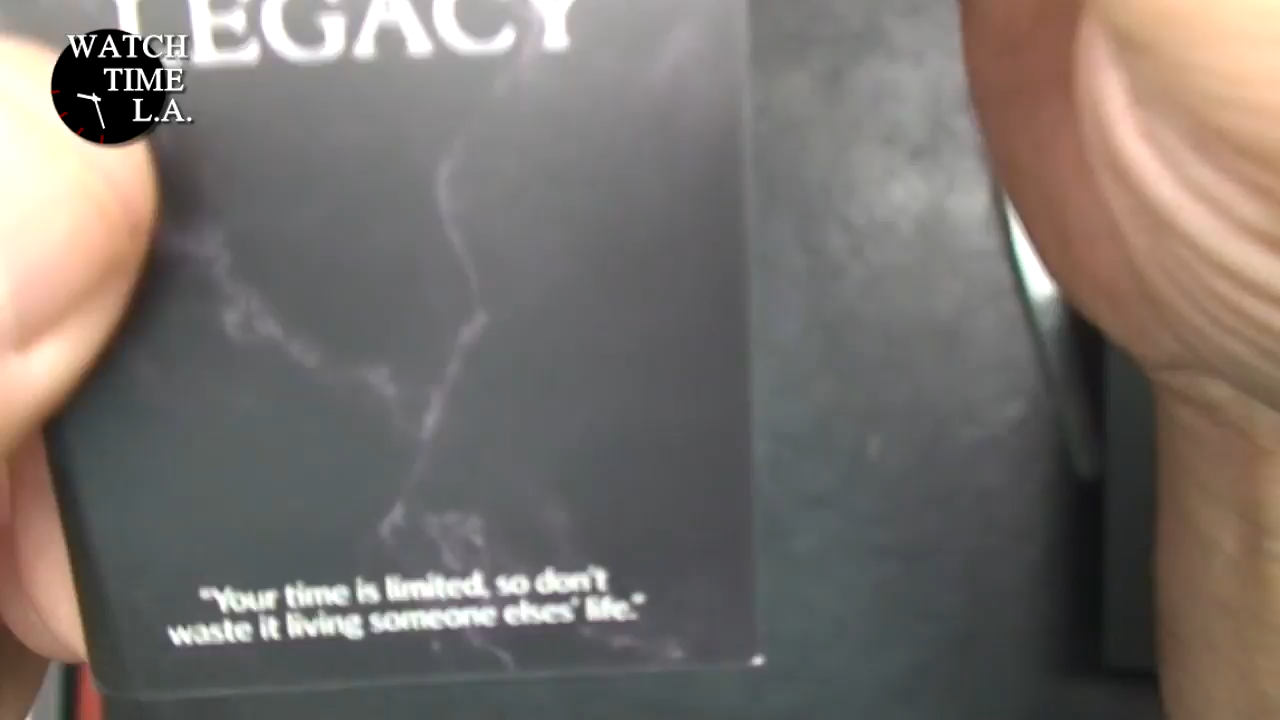 LEGACY
WATCH
TIME
L.A.
"Your time is limited, so don't
waste it living someone elses' life."